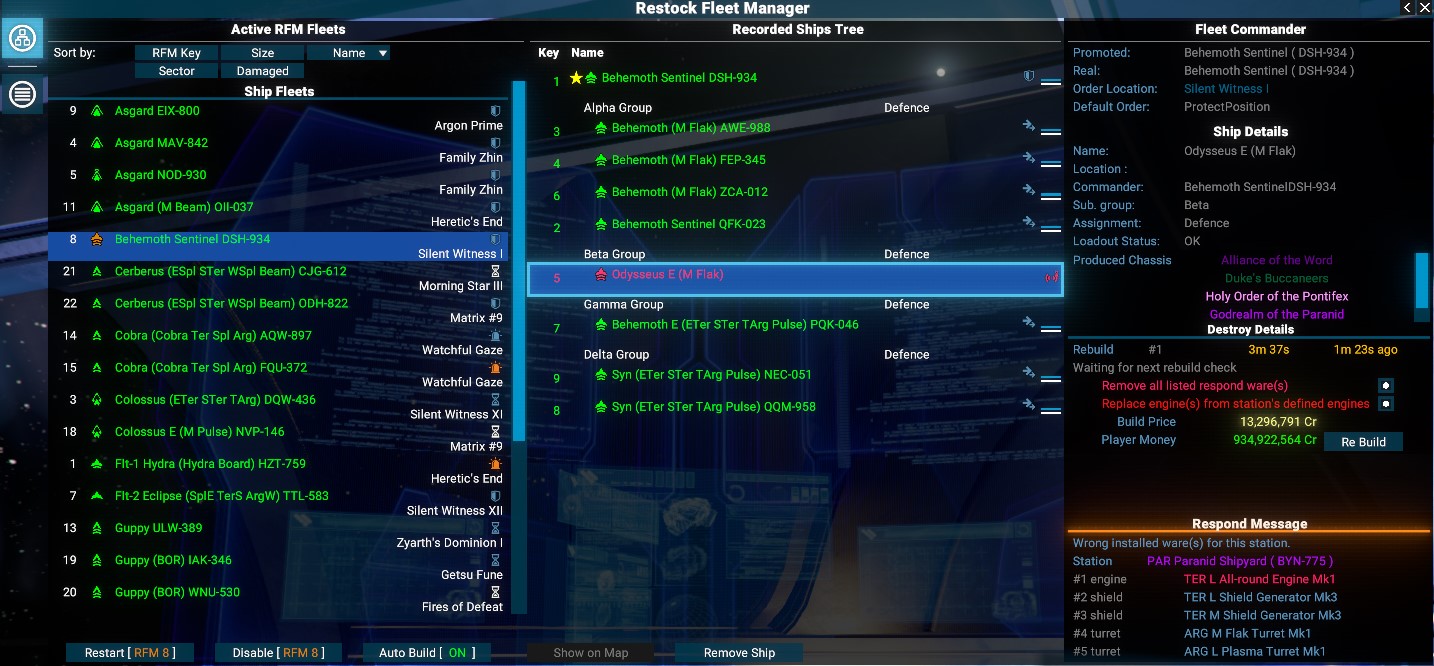 Restock Fleet Manager
Active RFM Fleets
Sort by:
RFM Key
Size
Name
Sector
Damaged
Ship Fleets
9 Asgard EIX-800
Argon Prime
4 Asgard MAV-842
Family Zhin
5 Asgard NOD-930
Family Zhin
11 Asgard (M Beam) OII-037
Heretic's End
8 Behemoth Sentinel DSH-934
Silent Witness I
21 Cerberus (ESpl STer WSpl Beam) CJG-612
Morning Star III
22 Cerberus (ESpl STer WSpl Beam) ODH-822
Matrix #9
14 Cobra (Cobra Ter Spl Arg) AQW-897
Watchful Gaze
15 Cobra (Cobra Ter Spl Arg) FQU-372
Watchful Gaze
3 Colossus (ETer STer TArg) DQW-436
Silent Witness XI
18 Colossus E (M Pulse) NVP-146
Matrix #9
1 Flt-1 Hydra (Hydra Board) HZT-759
Heretic's End
7 Flt-2 Eclipse (SplE TerS ArgW) TTL-583
Silent Witness XII
13 Guppy ULW-389
Zyarth's Dominion I
19 Guppy (BOR) IAK-346
Getsu Fune
20 Guppy (BOR) WNU-530
Fires of Defeat
Restart [ RFM 8 ]
Disable [ RFM 8 ]
Auto Build [ ON ]
Show on Map
Remove Ship
Recorded Ships Tree
Key Name
1 Behemoth Sentinel DSH-934
Alpha Group Defence
3 Behemoth (M Flak) AWE-988
4 Behemoth (M Flak) FEP-345
6 Behemoth (M Flak) ZCA-012
2 Behemoth Sentinel QFK-023
Beta Group Defence
5 Odysseus E (M Flak)
Gamma Group Defence
7 Behemoth E (ETer STer TArg Pulse) PQK-046
Delta Group Defence
9 Syn (ETer STer TArg Pulse) NEC-051
8 Syn (ETer STer TArg Pulse) QQM-958
Fleet Commander
Promoted: Behemoth Sentinel ( DSH-934 )
Real: Behemoth Sentinel ( DSH-934 )
Order Location: Silent Witness I
Default Order: ProtectPosition
Ship Details
Name: Odysseus E (M Flak)
Location :
Commander: Behemoth SentinelDSH-934
Sub. group: Beta
Assignment: Defence
Loadout Status: OK
Produced Chassis Alliance of the Word
Duke's Buccaneers
Holy Order of the Pontifex
Godrealm of the Paranid
Destroy Details
Rebuild #1 3m 37s 1m 23s ago
Waiting for next rebuild check
Remove all listed respond ware(s)
Replace engine(s) from station's defined engines
Build Price 13,296,791 Cr
Player Money 934,922,564 Cr Re Build
Respond Message
Wrong installed ware(s) for this station.
Station PAR Paranid Shipyard ( BYN-775 )
#1 engine TER L All-round Engine Mk1
#2 shield TER L Shield Generator Mk3
#3 shield TER M Shield Generator Mk3
#4 turret ARG M Flak Turret Mk1
#5 turret ARG L Plasma Turret Mk1